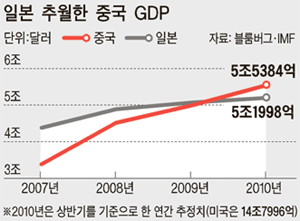 일본 추월한 중국 GDP
단위:달러 중국 일본 자료: 블룸버그·IMF
6조
5조5384억
5조
5조1998억
4조
3조
2007년 2008년 2009년 2010년
※2010년은 상반기를 기준으로 한 연간 추정치(미국은 14조7996억)